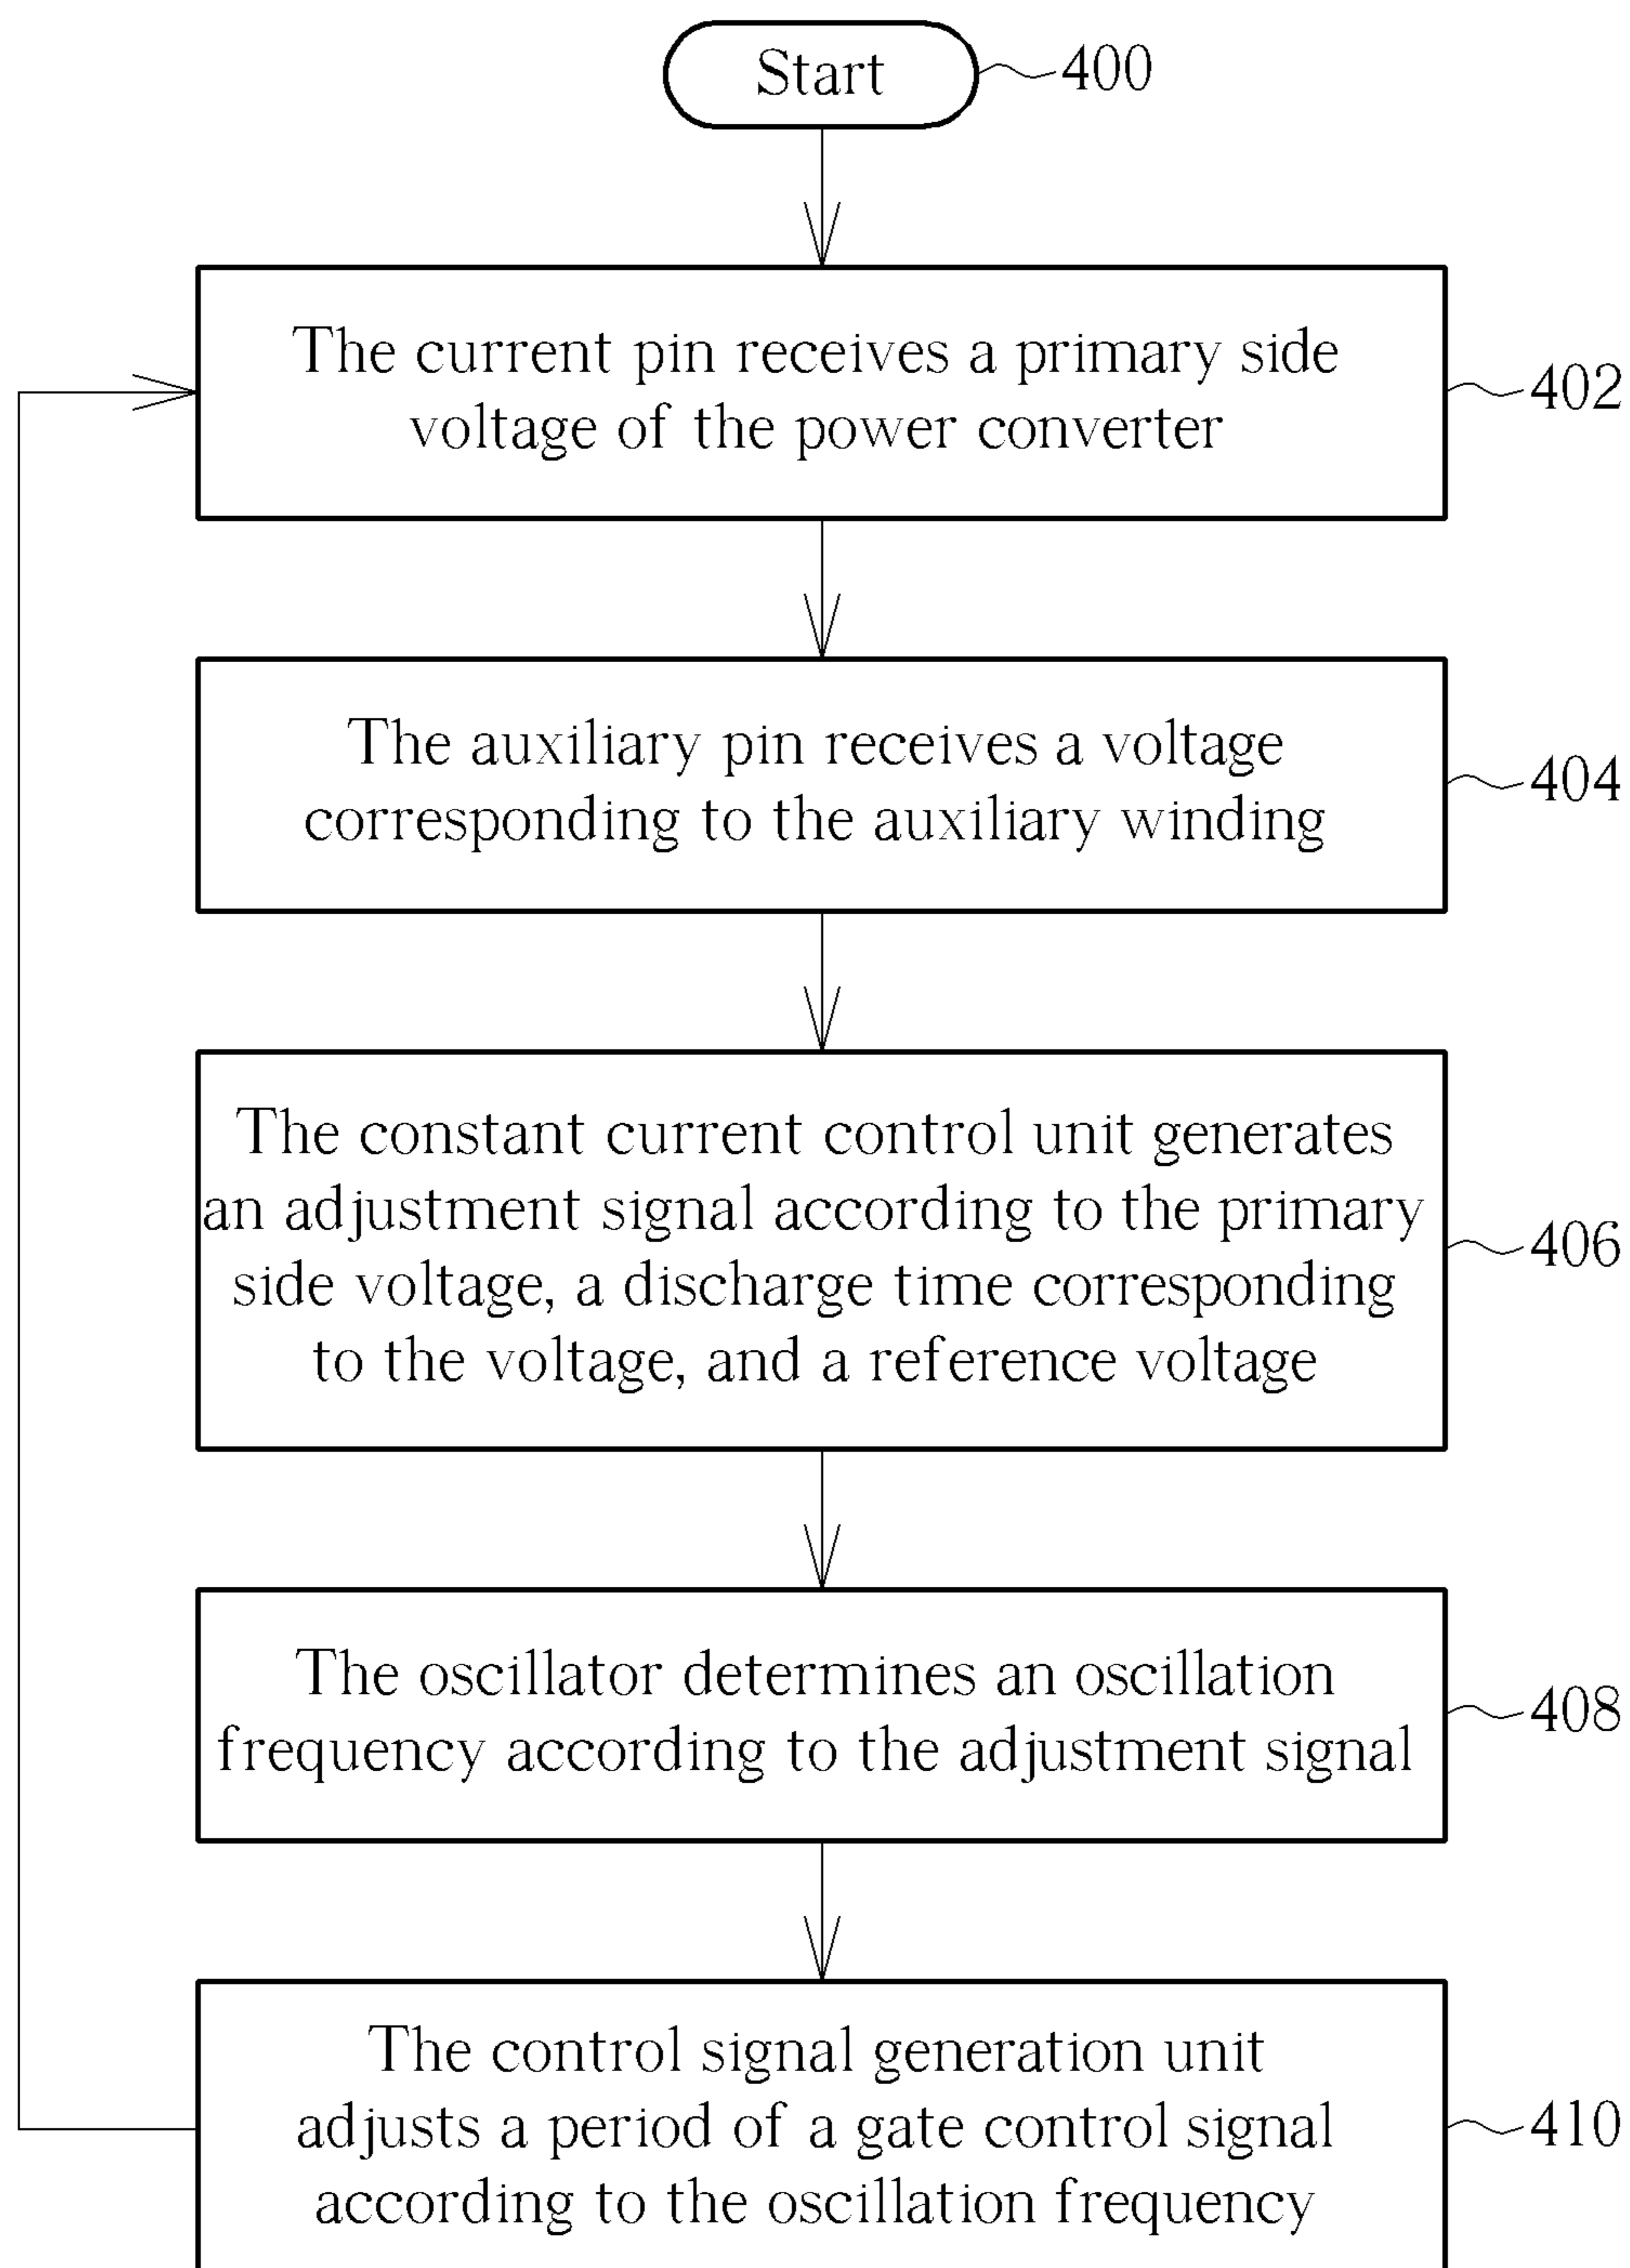 Start
400
The current pin receives a primary side
voltage of the power converter
402
The auxiliary pin receives a voltage
corresponding to the auxiliary winding
404
The constant current control unit generates
an adjustment signal according to the primary
side voltage, a discharge time corresponding
to the voltage, and a reference voltage
406
The oscillator determines an oscillation
frequency according to the adjustment signal
408
The control signal generation unit
adjusts a period of a gate control signal
according to the oscillation frequency
410